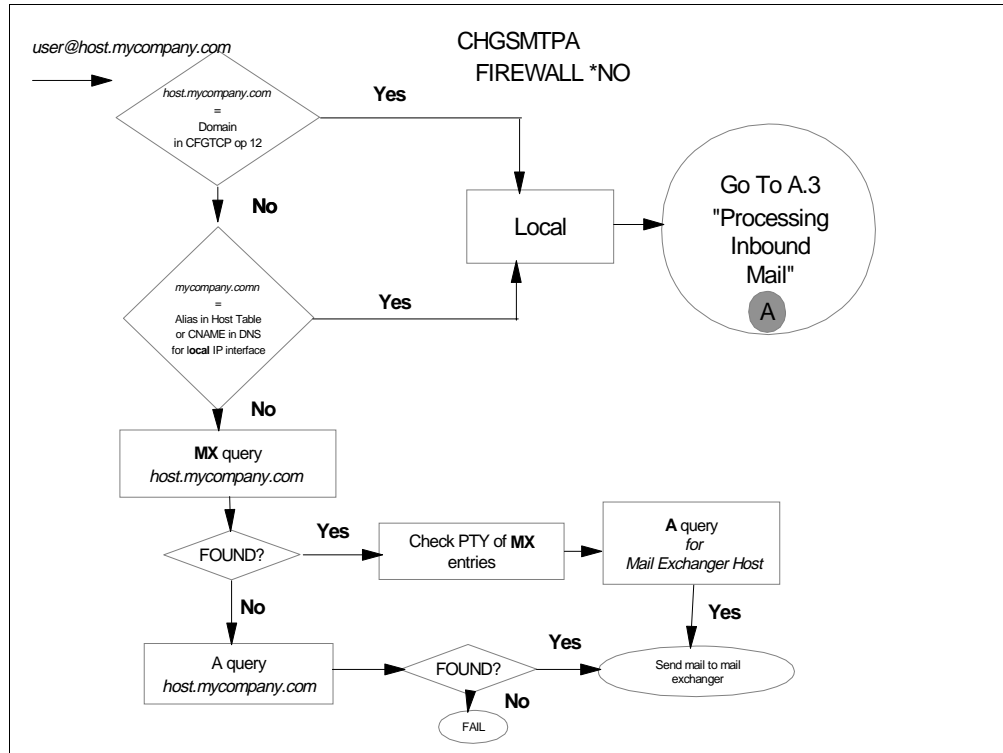 user@host.mycompany.com
CHGSMTPA
FIREWALL *NO
host.mycompany.com
=
Domain
in CFGTCP op 12
Yes
No
Local
Go To A.3
"Processing
Inbound
Mail"
A
mycompany.comn
=
Alias in Host Table
or CNAME in DNS
for local IP interface
Yes
No
MX query
host.mycompany.com
FOUND?
Yes
Check PTY of MX
entries
A query
for
Mail Exchanger Host
No
Yes
A query
host.mycompany.com
FOUND?
Yes
Send mail to mail
exchanger
No
FAIL